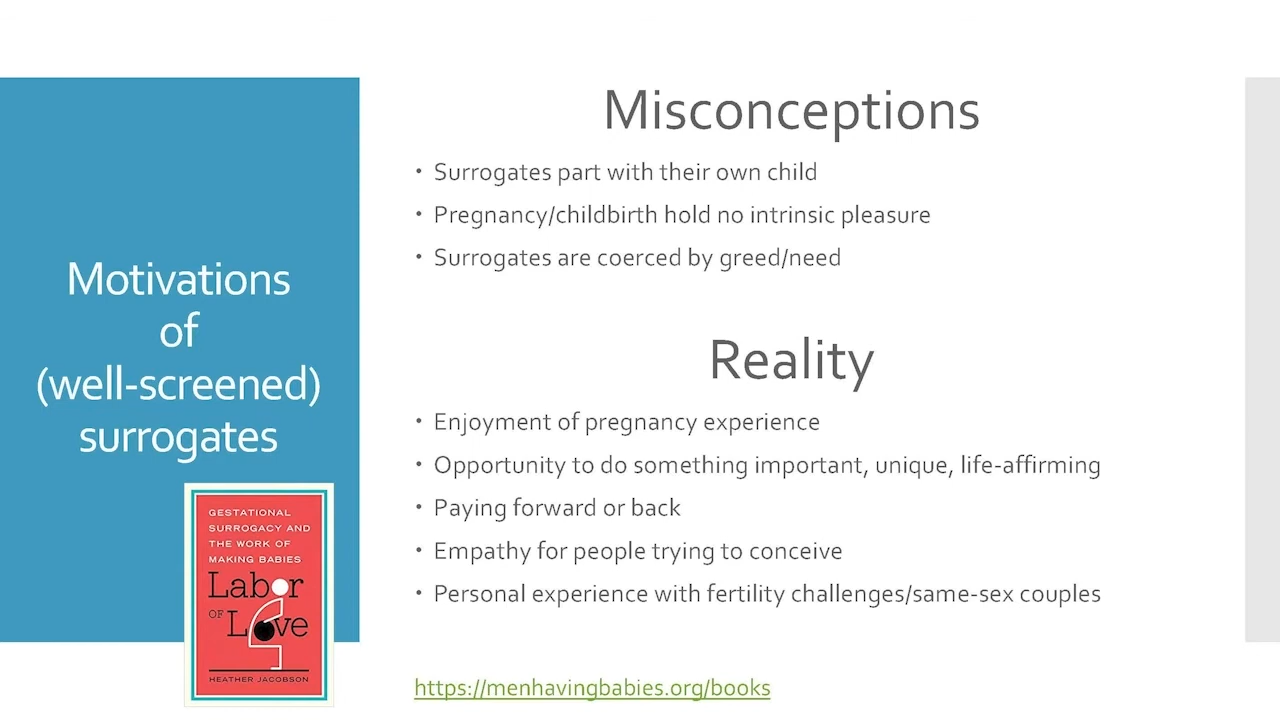 Motivations
of
(well-screened)
surrogates
GESTATIONAL
SURROGACY AND
THE WORK OF
MAKING BABIES
Labor
OF Love
HEATHER JACOBSON
Misconceptions
• Surrogates part with their own child
• Pregnancy/childbirth hold no intrinsic pleasure
• Surrogates are coerced by greed/need
Reality
• Enjoyment of pregnancy experience
• Opportunity to do something important, unique, life-affirming
• Paying forward or back
• Empathy for people trying to conceive
• Personal experience with fertility challenges/same-sex couples
https://menhavingbabies.org/books